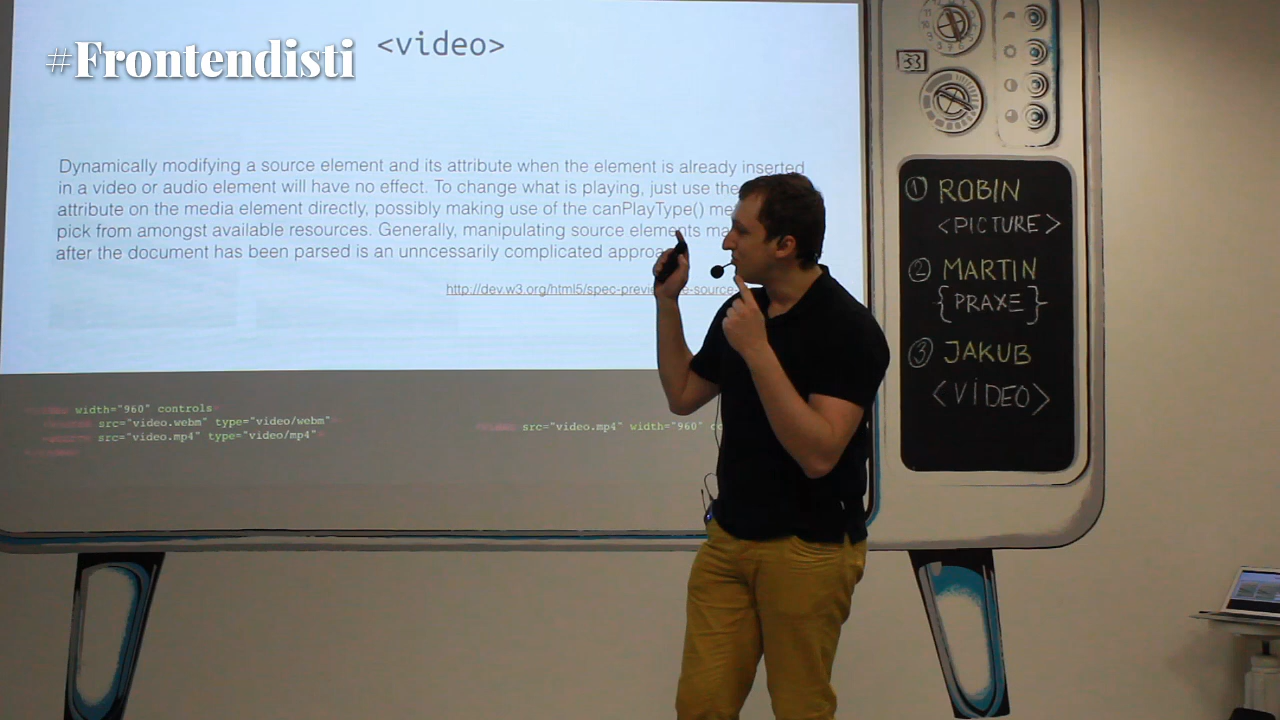 #Frontendisti
<video>
Dynamically modifying a source element and its attribute when the element is already inserted
in a video or audio element will have no effect. To change what is playing, just use the
attribute on the media element directly, possibly making use of the canPlayType()
pick from amongst available resources. Generally, manipulating source elements
after the document has been parsed is an unncessarily complicated
http://dev.w3.org/html5/spec-previe
e-source-
width="960" controls
src="video.webm" type="video/webm"
src="video.mp4" type="video/mp4"
src="video.mp4" width="960"
33
① ROBIN
<PICTURE>
② MARTIN
{PRAXE}
③ JAKUB
<VIDEO>